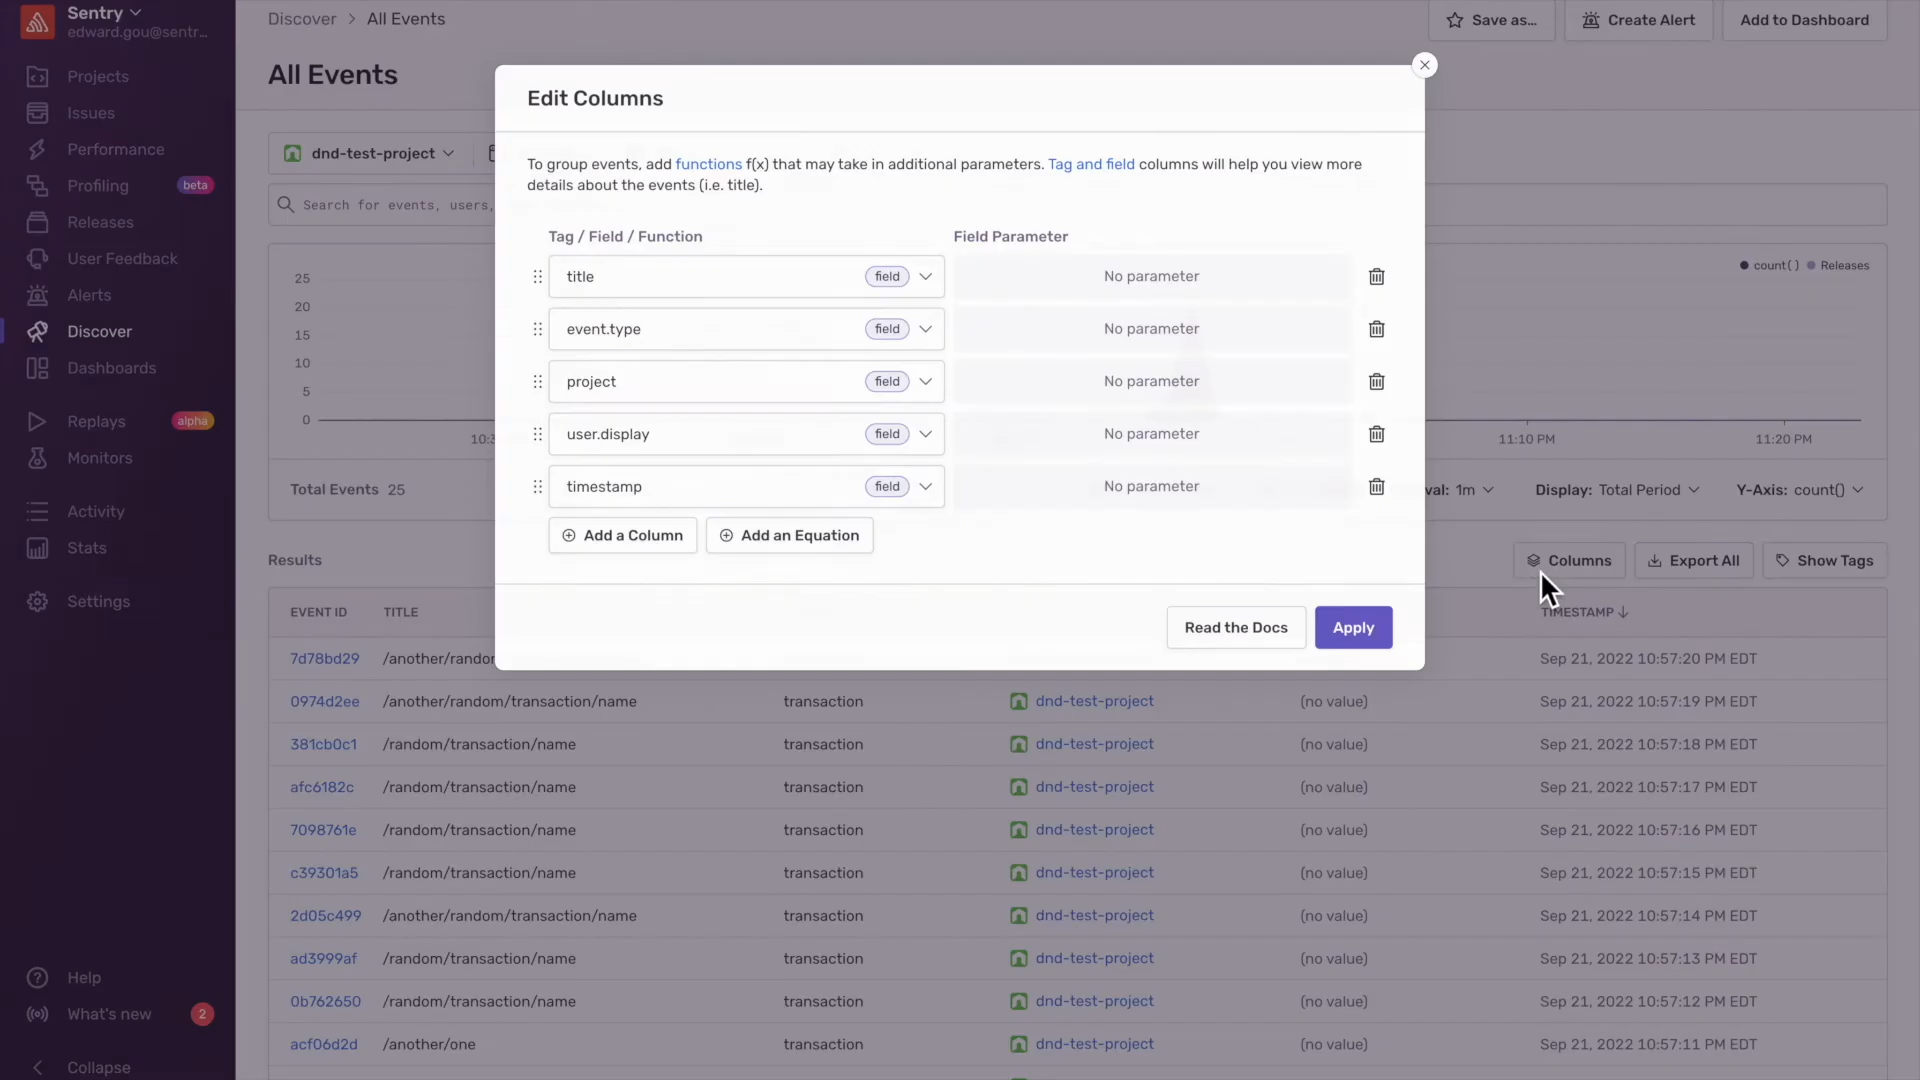 Sentry
edward.gou@sentr...
Projects
Issues
Performance
Profiling beta
Releases
User Feedback
Alerts
Discover
Dashboards
Replays alpha
Monitors
Activity
Stats
Settings
Help
What's new 2
Collapse
Discover > All Events
Save as...
Create Alert
Add to Dashboard
All Events
dnd-test-project
Search for events, users,
count() Releases
25
20
15
10
5
0
10:3
11:10 PM
11:20 PM
Total Events 25
val: 1m
Display: Total Period
Y-Axis: count()
Edit Columns
To group events, add functions f(x) that may take in additional parameters. Tag and field columns will help you view more
details about the events (i.e. title).
Tag / Field / Function Field Parameter
title field No parameter
event.type field No parameter
project field No parameter
user.display field No parameter
timestamp field No parameter
Add a Column Add an Equation
Read the Docs Apply
Results
Columns Export All Show Tags
EVENT ID TITLE TIMESTAMP
7d78bd29 /another/rando Sep 21, 2022 10:57:20 PM EDT
0974d2ee /another/random/transaction/name transaction dnd-test-project (no value) Sep 21, 2022 10:57:19 PM EDT
381cb0c1 /random/transaction/name transaction dnd-test-project (no value) Sep 21, 2022 10:57:18 PM EDT
afc6182c /random/transaction/name transaction dnd-test-project (no value) Sep 21, 2022 10:57:17 PM EDT
7098761e /random/transaction/name transaction dnd-test-project (no value) Sep 21, 2022 10:57:16 PM EDT
c39301a5 /random/transaction/name transaction dnd-test-project (no value) Sep 21, 2022 10:57:15 PM EDT
2d05c499 /another/random/transaction/name transaction dnd-test-project (no value) Sep 21, 2022 10:57:14 PM EDT
ad3999af /random/transaction/name transaction dnd-test-project (no value) Sep 21, 2022 10:57:13 PM EDT
0b762650 /random/transaction/name transaction dnd-test-project (no value) Sep 21, 2022 10:57:12 PM EDT
acf06d2d /another/one transaction dnd-test-project (no value) Sep 21, 2022 10:57:11 PM EDT